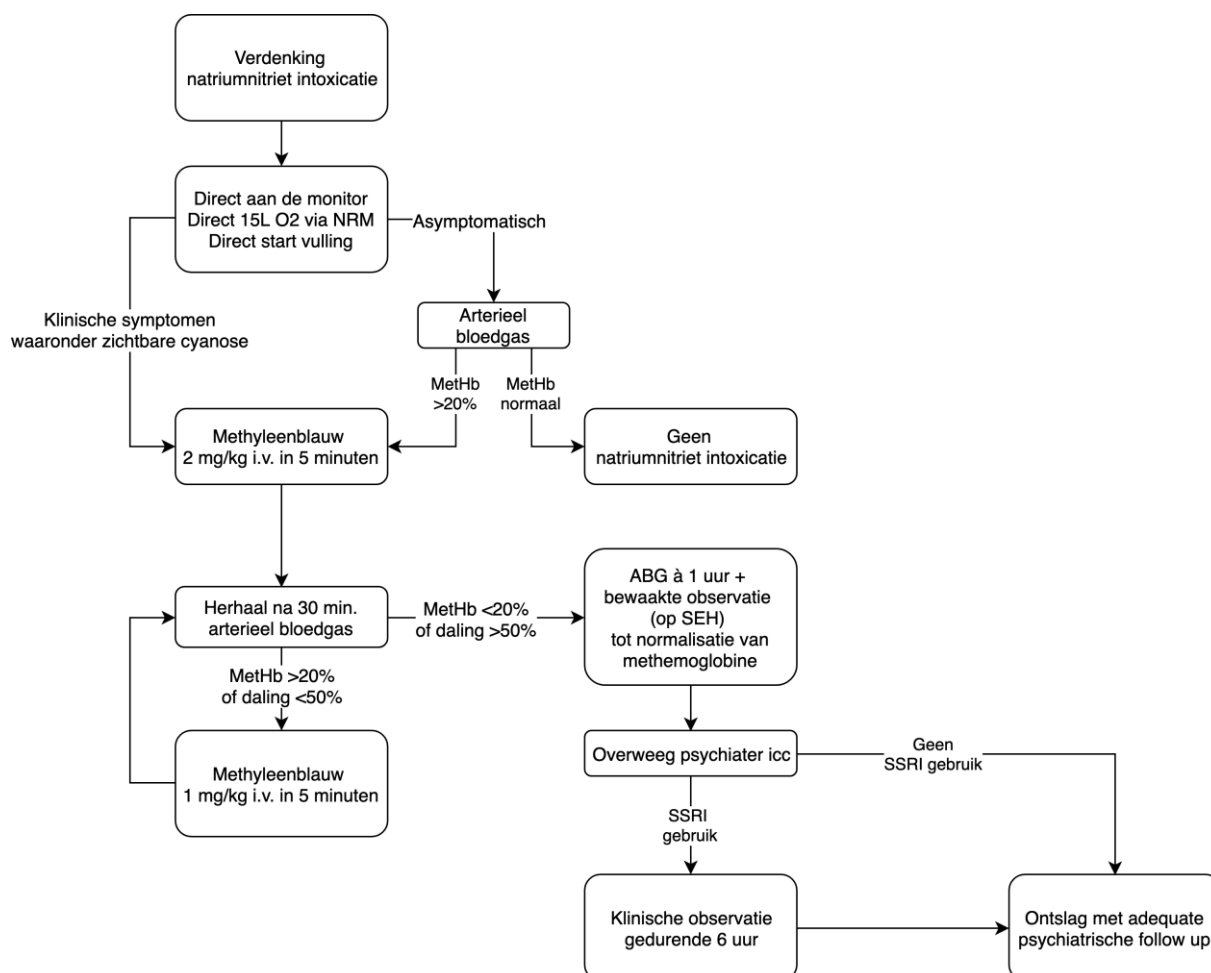 Verdenking
natriumnitriet intoxicatie
Direct aan de monitor
Direct 15L O2 via NRM
Direct start vulling
Asymptomatisch
Klinische symptomen
waaronder zichtbare cyanose
Arterieel
bloedgas
MetHb
>20%
MetHb
normaal
Methyleenblauw
2 mg/kg i.v. in 5 minuten
Geen
natriumnitriet intoxicatie
Herhaal na 30 min.
arterieel bloedgas
MetHb <20%
of daling >50%
ABG à 1 uur +
bewaakte observatie
(op SEH)
tot normalisatie van
methemoglobine
MetHb >20%
of daling <50%
Methyleenblauw
1 mg/kg i.v. in 5 minuten
Overweeg psychiater icc
Geen
SSRI gebruik
SSRI
gebruik
Klinische observatie
gedurende 6 uur
Ontslag met adequate
psychiatrische follow up